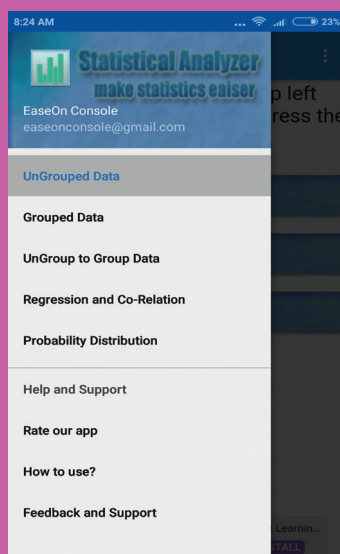 8:24 AM ... 23%
Statistical Analyzer
make statistics eaiser
EaseOn Console
easeonconsole@gmail.com
p left
ress the
UnGrouped Data
Grouped Data
UnGroup to Group Data
Regression and Co-Relation
Probability Distribution
Help and Support
Rate our app
How to use?
Feedback and Support
Learnin...
TALL